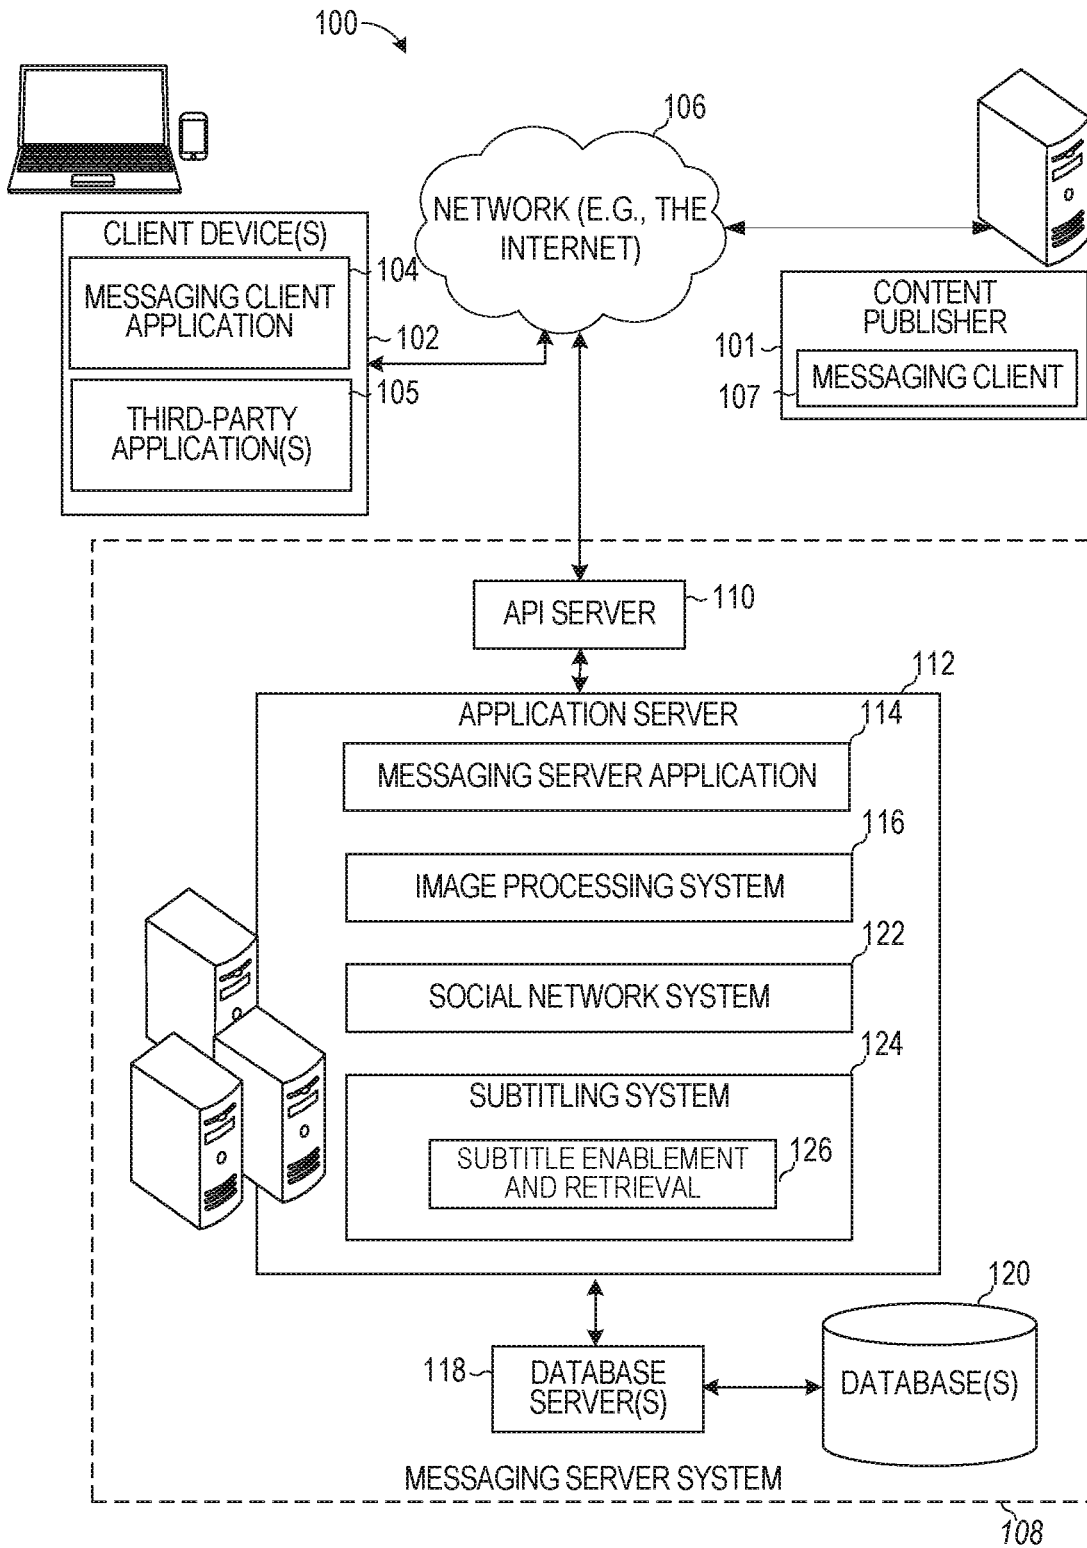 100
106
NETWORK (E.G., THE
INTERNET)
CLIENT DEVICE(S)
104
MESSAGING CLIENT
APPLICATION
102
105
THIRD-PARTY
APPLICATION(S)
CONTENT
PUBLISHER
101
107
MESSAGING CLIENT
API SERVER
110
112
APPLICATION SERVER
114
MESSAGING SERVER APPLICATION
116
IMAGE PROCESSING SYSTEM
122
SOCIAL NETWORK SYSTEM
124
SUBTITLING SYSTEM
SUBTITLE ENABLEMENT
AND RETRIEVAL
126
120
118
DATABASE
SERVER(S)
DATABASE(S)
MESSAGING SERVER SYSTEM
108